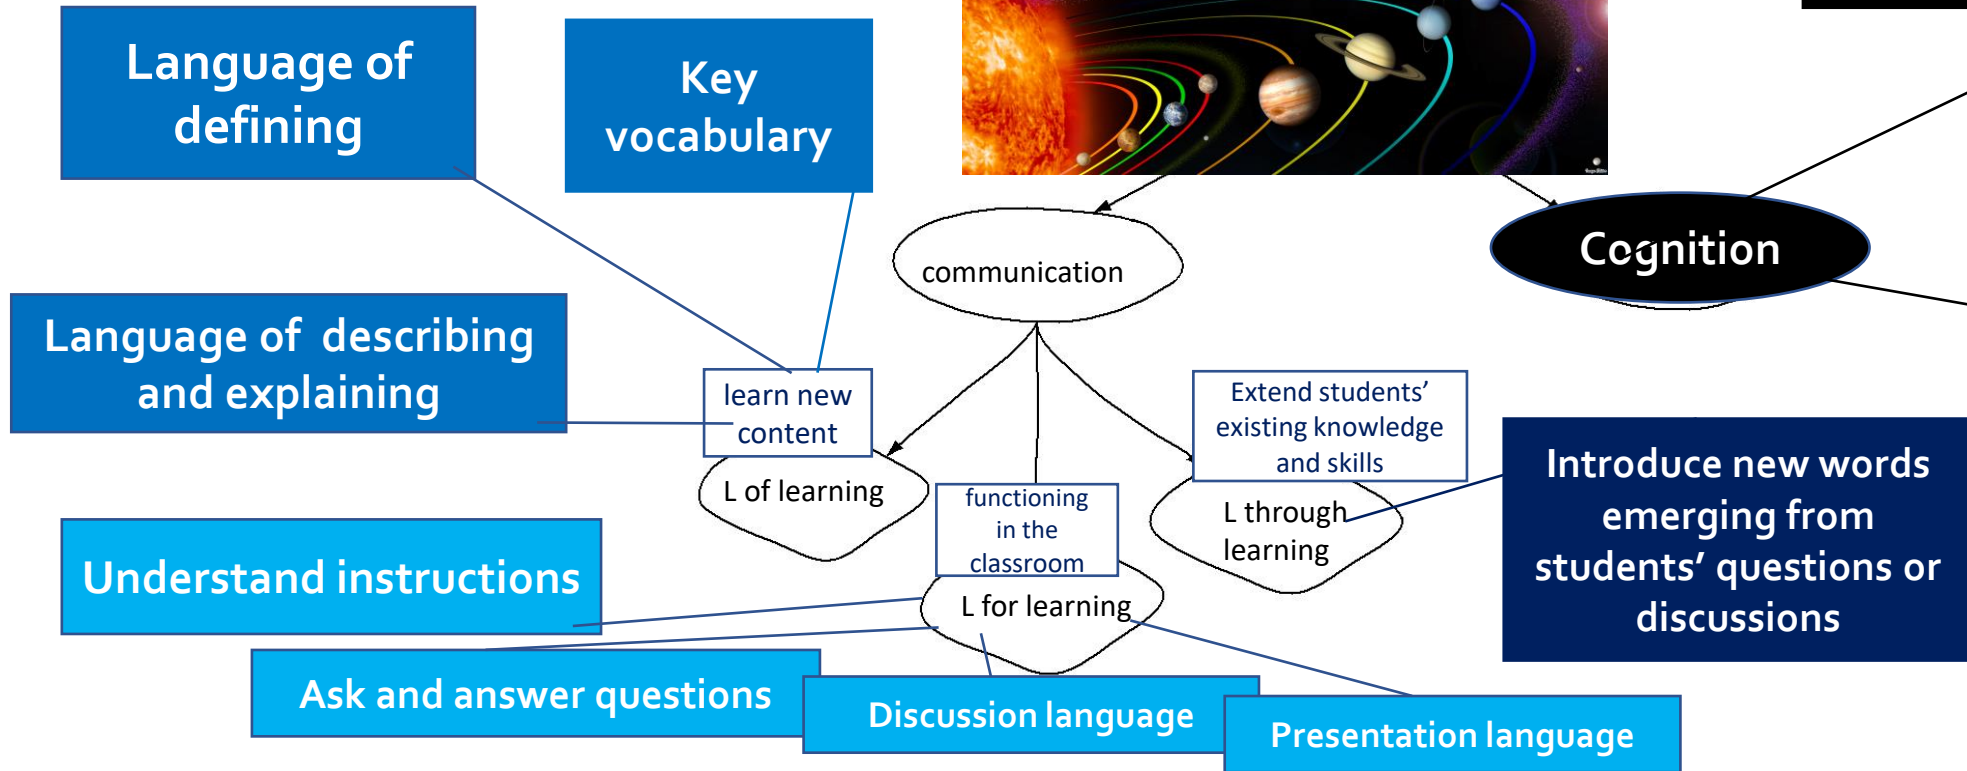 Language of
defining
Key
vocabulary
communication
Cognition
Language of describing
and explaining
learn new
content
Extend students'
existing knowledge
and skills
L of learning
functioning
in the
classroom
L through
learning
Introduce new words
emerging from
students' questions or
discussions
Understand instructions
L for learning
Ask and answer questions
Discussion language
Presentation language